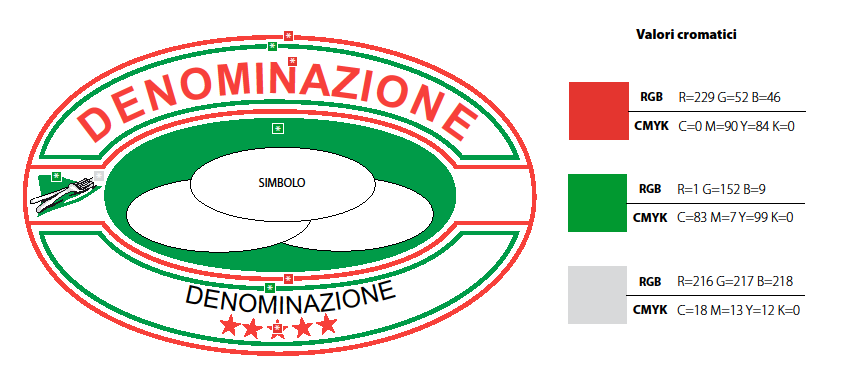 DENOMINAZIONE
SIMBOLO
DENOMINAZIONE
Valori cromatici
RGB R=229 G=52 B=46
CMYK C=0 M=90 Y=84 K=0
RGB R=1 G=152 B=9
CMYK C=83 M=7 Y=99 K=0
RGB R=216 G=217 B=218
CMYK C=18 M=13 Y=12 K=0